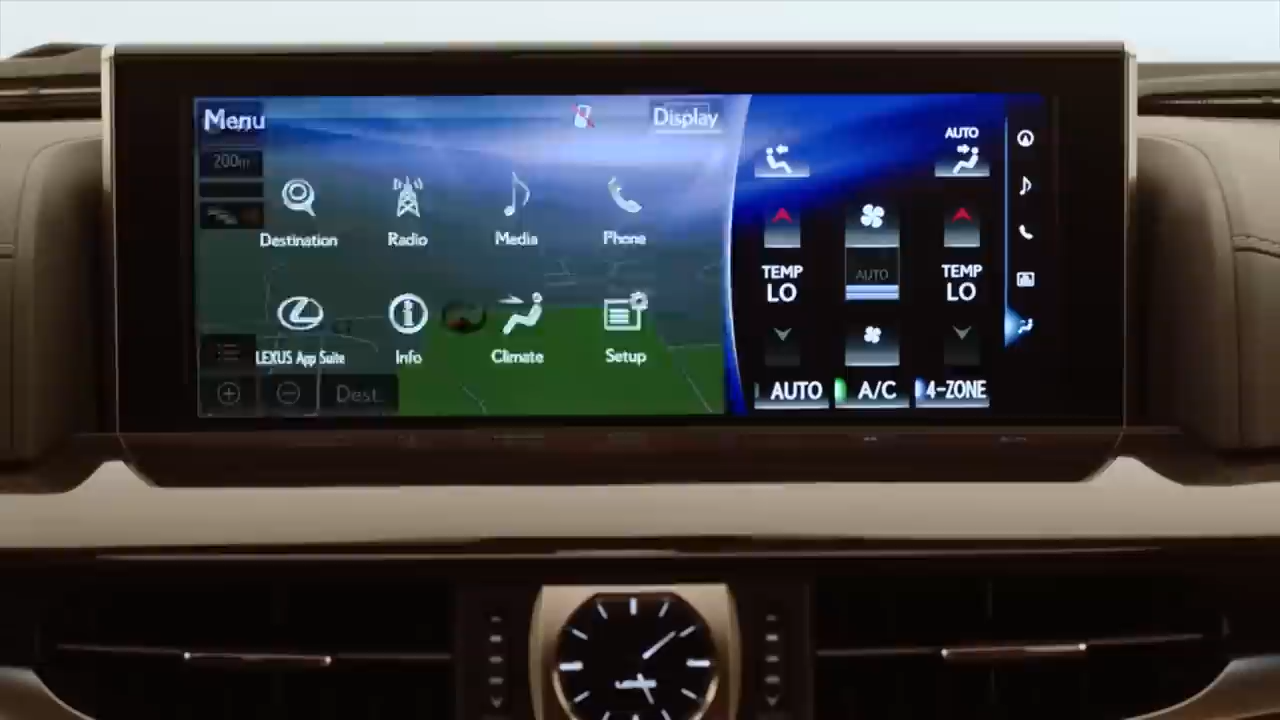 Menu
Display
200m
Destination
Radio
Media
Phone
LEXUS App Suite
Info
Climate
Setup
Dest.
AUTO
TEMP
LO
AUTO
TEMP
LO
AUTO
A/C
4-ZONE